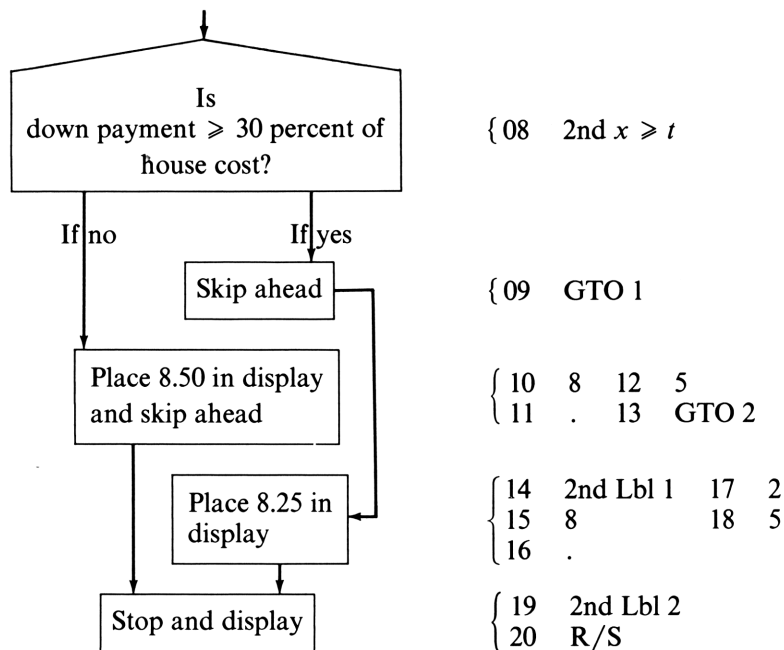 Is
down payment ⩾ 30 percent of
house cost?
{ 08 2nd x ⩾ t
If no If yes
Skip ahead
{ 09 GTO 1
Place 8.50 in display
and skip ahead
10 8 12 5
11 . 13 GTO 2
Place 8.25 in
display
14 2nd Lbl 1 17 2
15 8 18 5
16 .
Stop and display
19 2nd Lbl 2
20 R/S